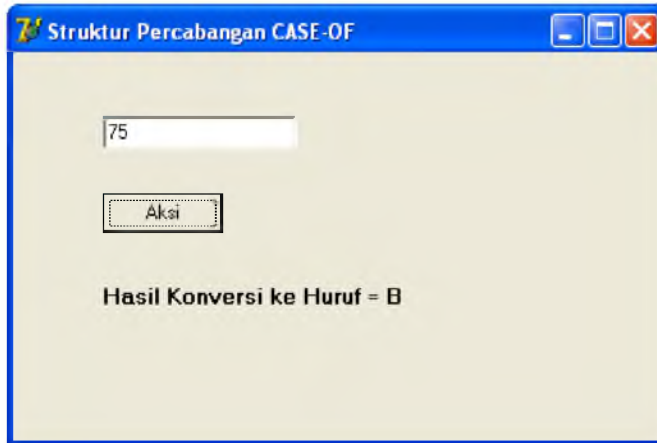 Struktur Percabangan CASE-OF
75
Aksi
Hasil Konversi ke Huruf = B